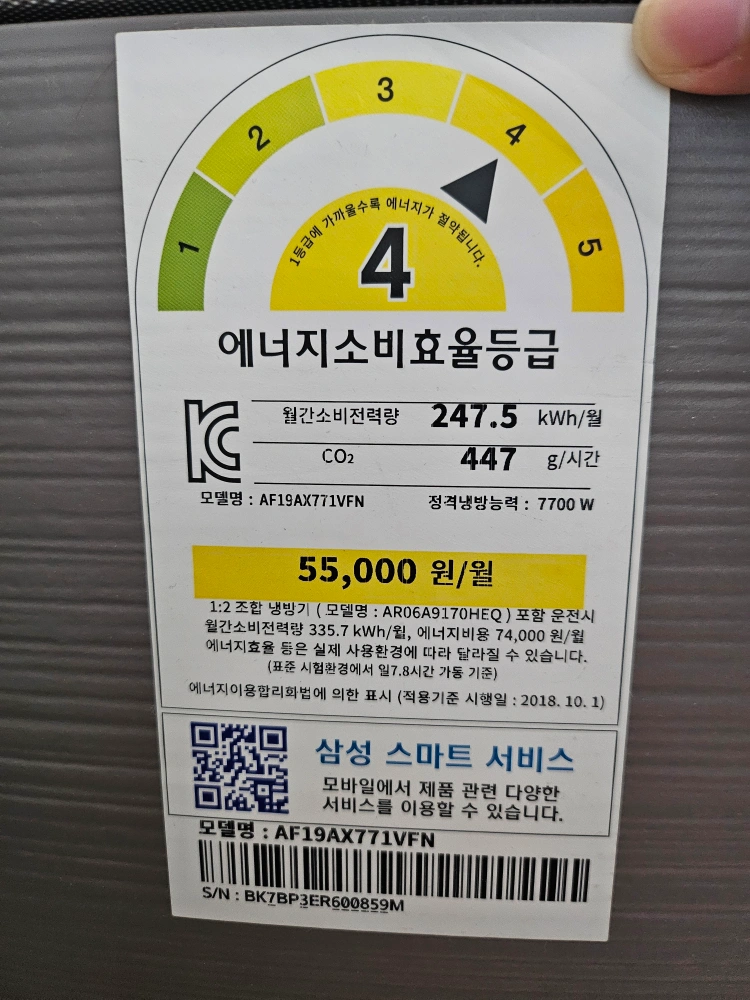 1 2 3 4 5
1등급에 가까울수록 에너지가 절약됩니다.
4
에너지소비효율등급
월간소비전력량 247.5 kWh/월
CO₂ 447 g/시간
모델명 : AF19AX771VFN 정격냉방능력 : 7700 W
55,000 원/월
1:2 조합 냉방기 ( 모델명 : AR06A9170HEQ ) 포함 운전시
월간소비전력량 335.7 kWh/월, 에너지비용 74,000 원/월
에너지효율 등은 실제 사용환경에 따라 달라질 수 있습니다.
(표준 시험환경에서 일7.8시간 가동 기준)
에너지이용합리화법에 의한 표시 (적용기준 시행일 : 2018. 10. 1)
삼성 스마트 서비스
모바일에서 제품 관련 다양한
서비스를 이용할 수 있습니다.
모델명 : AF19AX771VFN
S/N : BK7BP3ER600859M